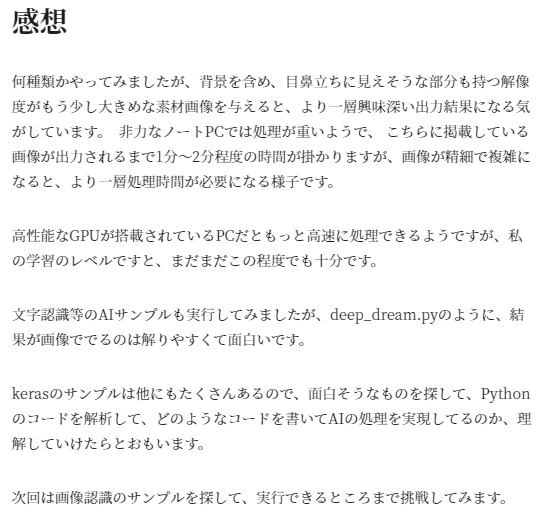 感想
何種類かやってみましたが、背景を含め、目鼻立ちに見えそうな部分も持つ解像
度がもう少し大きめな素材画像を与えると、より一層興味深い出力結果になる気
がしています。 非力なノートPCでは処理が重いようで、 こちらに掲載している
画像が出力されるまで1分〜2分程度の時間が掛かりますが、画像が精細で複雑に
なると、より一層処理時間が必要になる様子です。
高性能なGPUが搭載されているPCだともっと高速に処理できるようですが、私
の学習のレベルですと、まだまだこの程度でも十分です。
文字認識等のAIサンプルも実行してみましたが、deep_dream.pyのように、結
果が画像ででるのは解りやすくて面白いです。
kerasのサンプルは他にもたくさんあるので、面白そうなものを探して、Python
のコードを解析して、どのようなコードを書いてAIの処理を実現してるのか、理
解していけたらとおもいます。
次回は画像認識のサンプルを探して、実行できるところまで挑戦してみます。